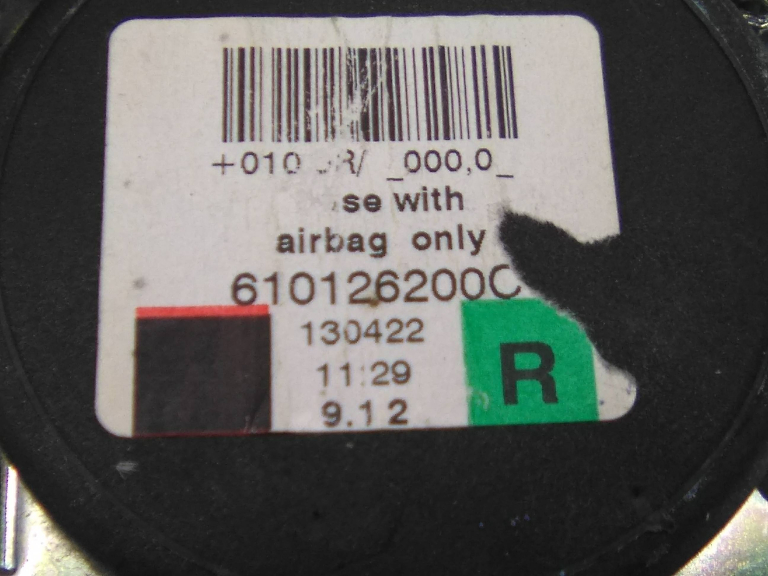 +010 R/ _000,0_
se with
airbag only
610126200C
130422
11:29
9.12
R